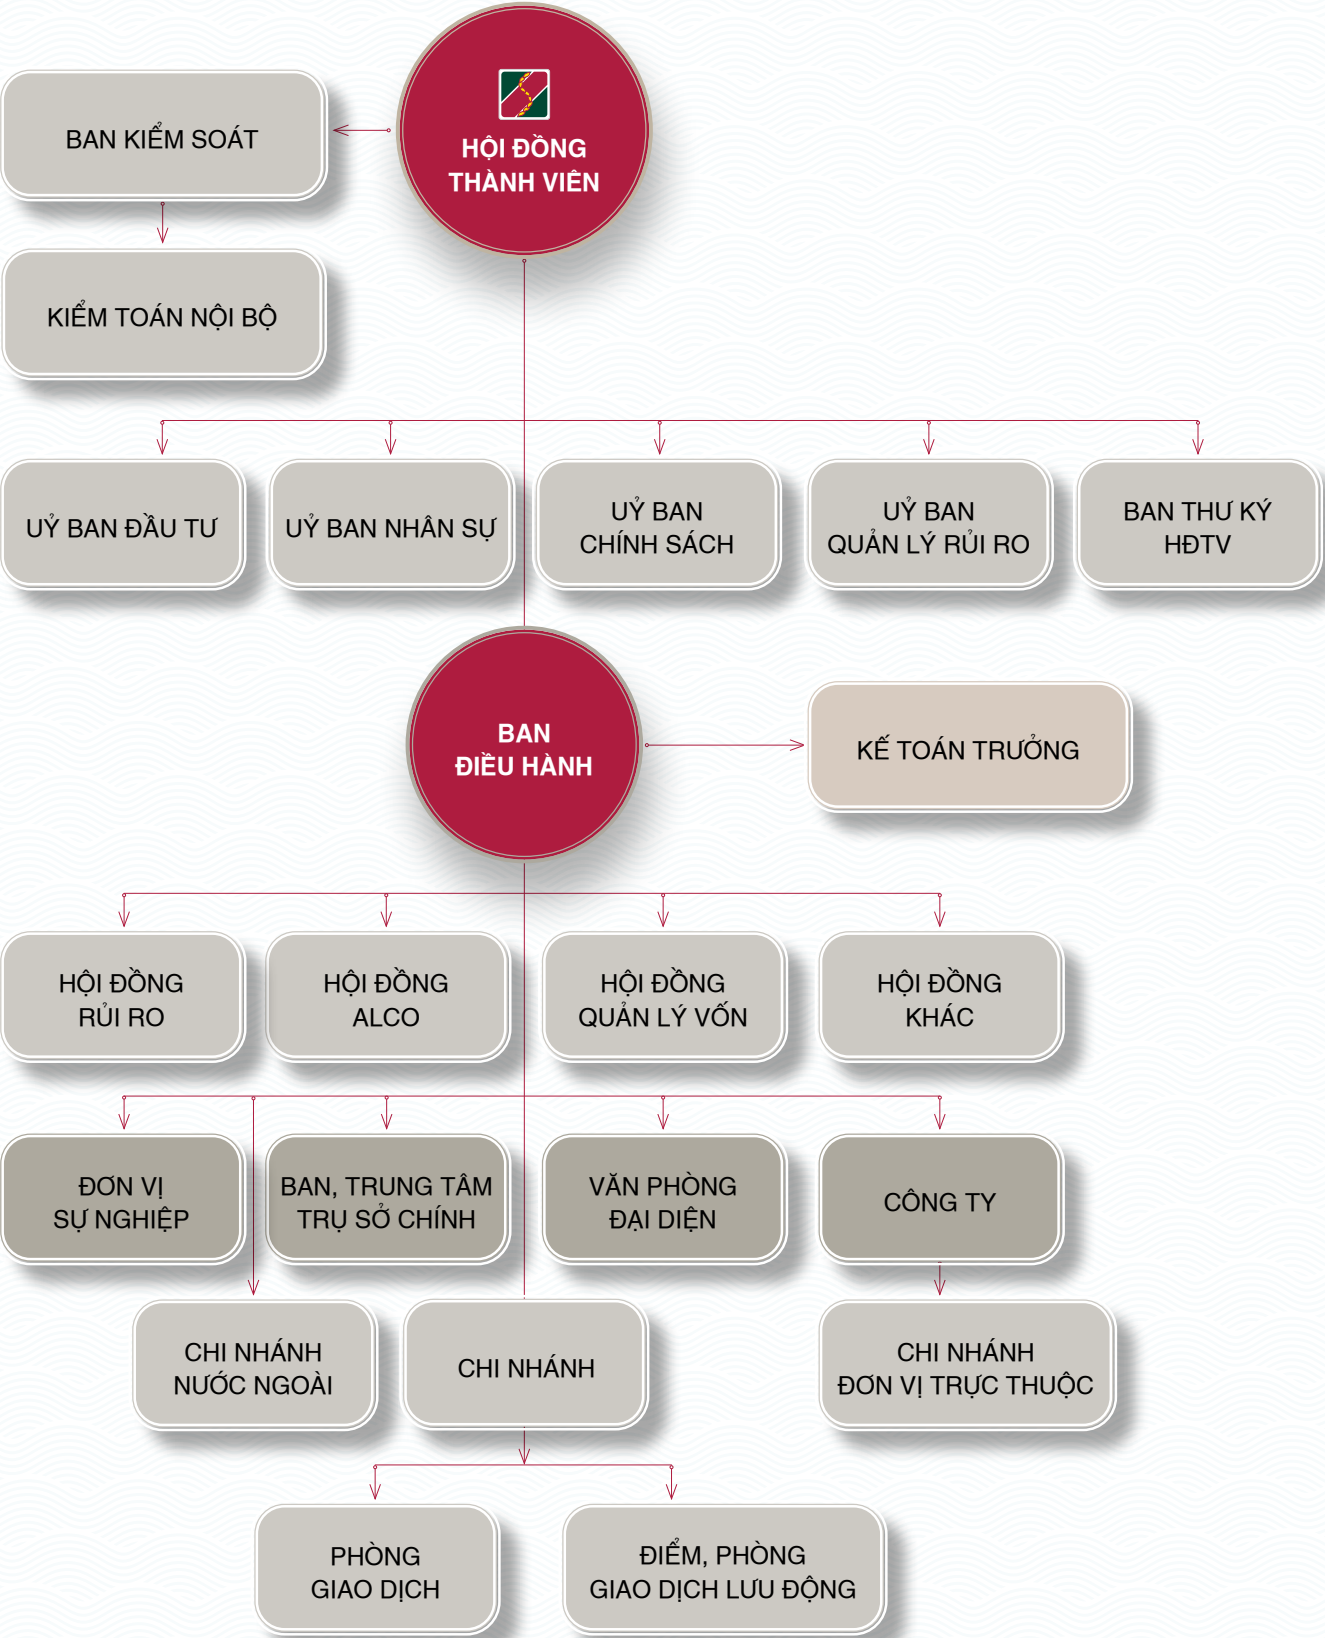 HỘI ĐỒNG
THÀNH VIÊN
BAN KIỂM SOÁT
KIỂM TOÁN NỘI BỘ
UỶ BAN ĐẦU TƯ
UỶ BAN NHÂN SỰ
UỶ BAN
CHÍNH SÁCH
UỶ BAN
QUẢN LÝ RỦI RO
BAN THƯ KÝ
HĐTV
BAN
ĐIỀU HÀNH
KẾ TOÁN TRƯỞNG
HỘI ĐỒNG
RỦI RO
HỘI ĐỒNG
ALCO
HỘI ĐỒNG
QUẢN LÝ VỐN
HỘI ĐỒNG
KHÁC
ĐƠN VỊ
SỰ NGHIỆP
BAN, TRUNG TÂM
TRỤ SỞ CHÍNH
VĂN PHÒNG
ĐẠI DIỆN
CÔNG TY
CHI NHÁNH
NƯỚC NGOÀI
CHI NHÁNH
CHI NHÁNH
ĐƠN VỊ TRỰC THUỘC
PHÒNG
GIAO DỊCH
ĐIỂM, PHÒNG
GIAO DỊCH LƯU ĐỘNG